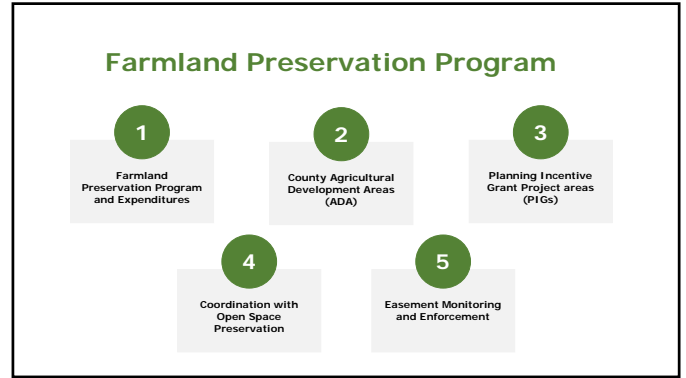 Farmland Preservation Program
1
Farmland
Preservation Program
and Expenditures
2
County Agricultural
Development Areas
(ADA)
3
Planning Incentive
Grant Project areas
(PIGs)
4
Coordination with
Open Space
Preservation
5
Easement Monitoring
and Enforcement